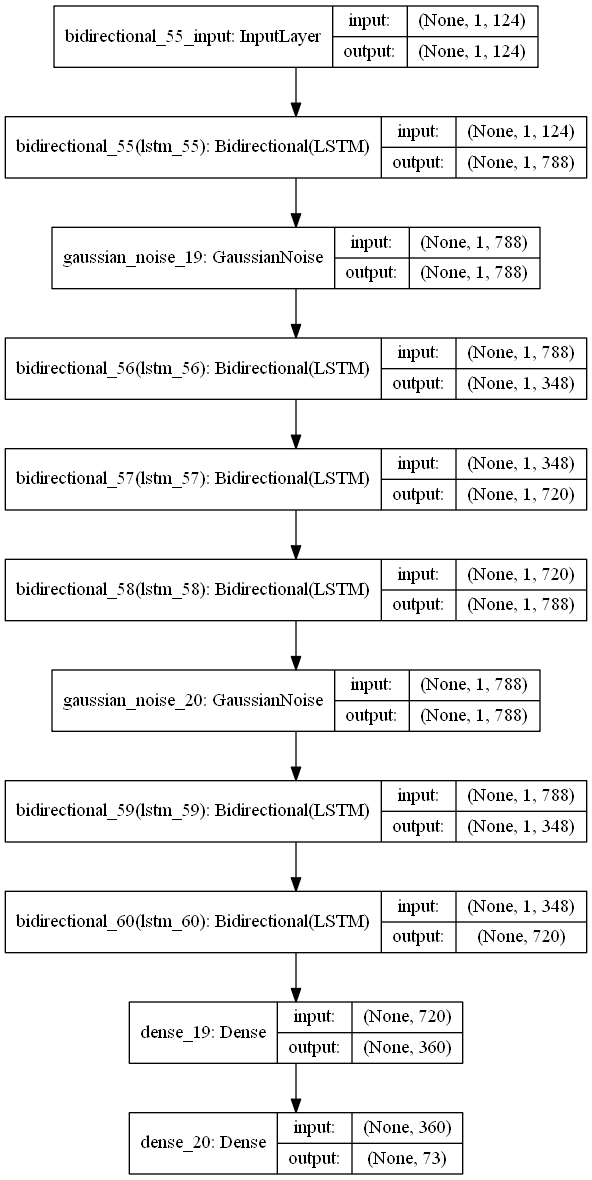 bidirectional_55_input: InputLayer
input:
(None, 1, 124)
output:
(None, 1, 124)
bidirectional_55(lstm_55): Bidirectional(LSTM)
input:
(None, 1, 124)
output:
(None, 1, 788)
gaussian_noise_19: GaussianNoise
input:
(None, 1, 788)
output:
(None, 1, 788)
bidirectional_56(lstm_56): Bidirectional(LSTM)
input:
(None, 1, 788)
output:
(None, 1, 348)
bidirectional_57(lstm_57): Bidirectional(LSTM)
input:
(None, 1, 348)
output:
(None, 1, 720)
bidirectional_58(lstm_58): Bidirectional(LSTM)
input:
(None, 1, 720)
output:
(None, 1, 788)
gaussian_noise_20: GaussianNoise
input:
(None, 1, 788)
output:
(None, 1, 788)
bidirectional_59(lstm_59): Bidirectional(LSTM)
input:
(None, 1, 788)
output:
(None, 1, 348)
bidirectional_60(lstm_60): Bidirectional(LSTM)
input:
(None, 1, 348)
output:
(None, 720)
dense_19: Dense
input:
(None, 720)
output:
(None, 360)
dense_20: Dense
input:
(None, 360)
output:
(None, 73)